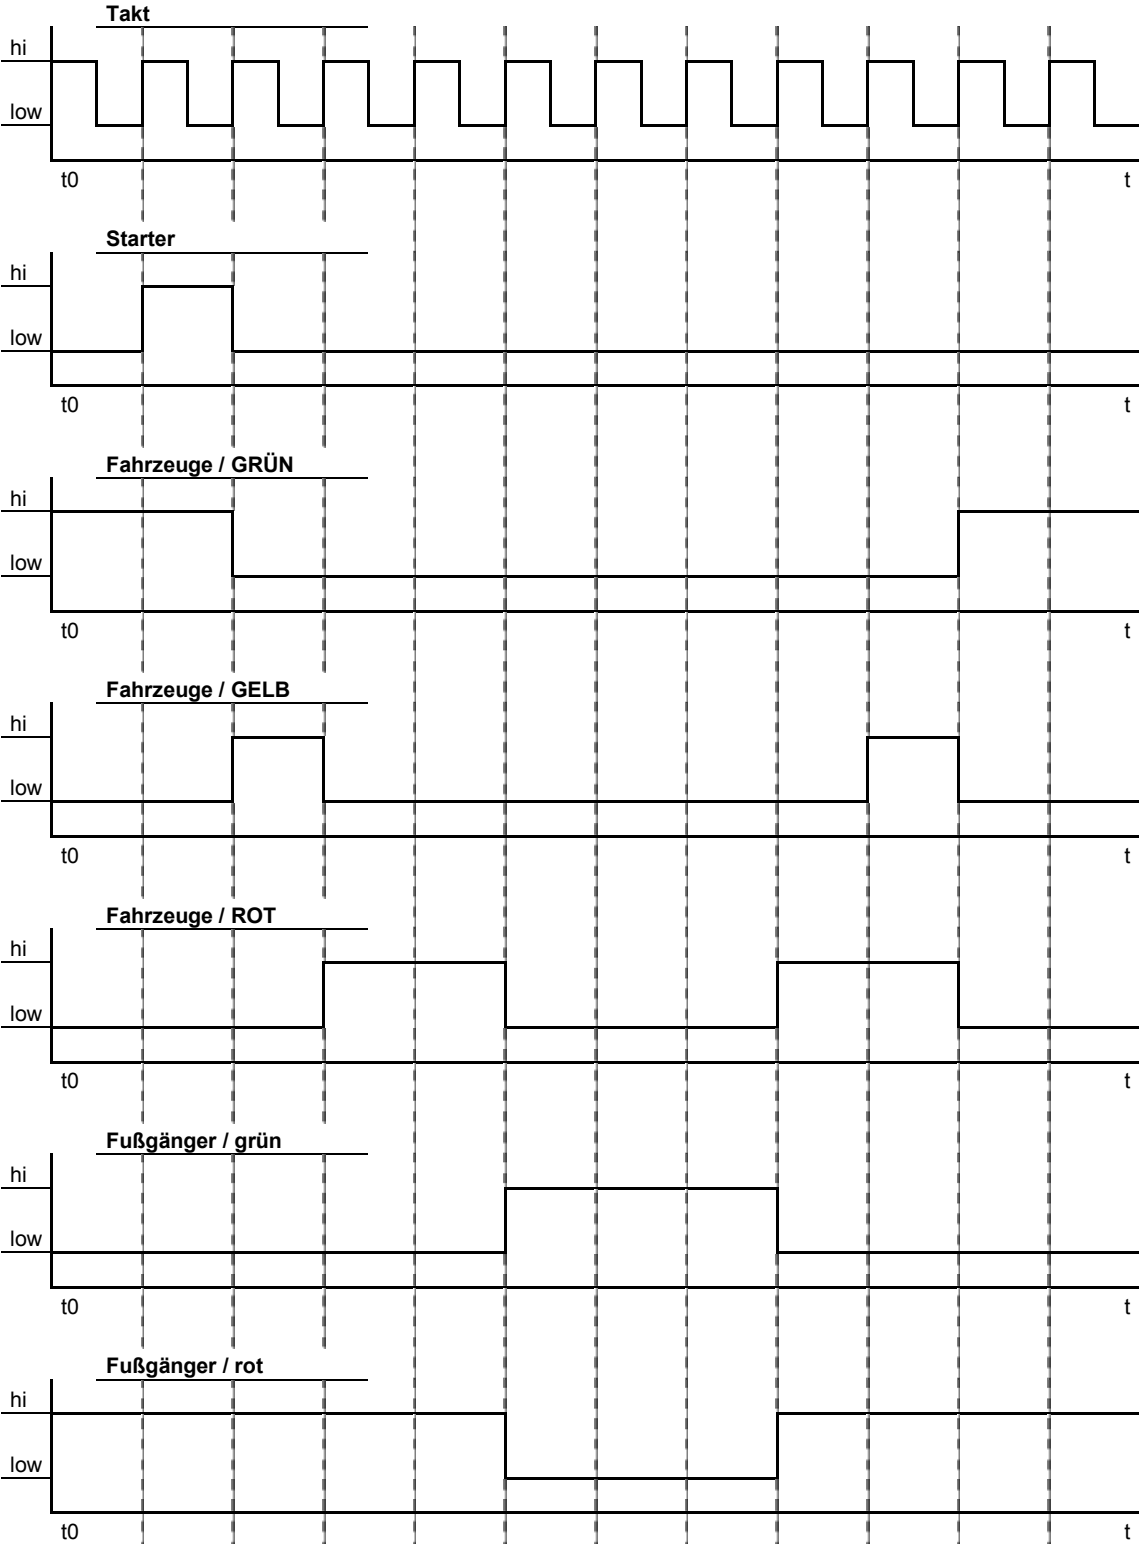 Takt
hi
low
t0 t
Starter
hi
low
t0 t
Fahrzeuge / GRÜN
hi
low
t0 t
Fahrzeuge / GELB
hi
low
t0 t
Fahrzeuge / ROT
hi
low
t0 t
Fußgänger / grün
hi
low
t0 t
Fußgänger / rot
hi
low
t0 t